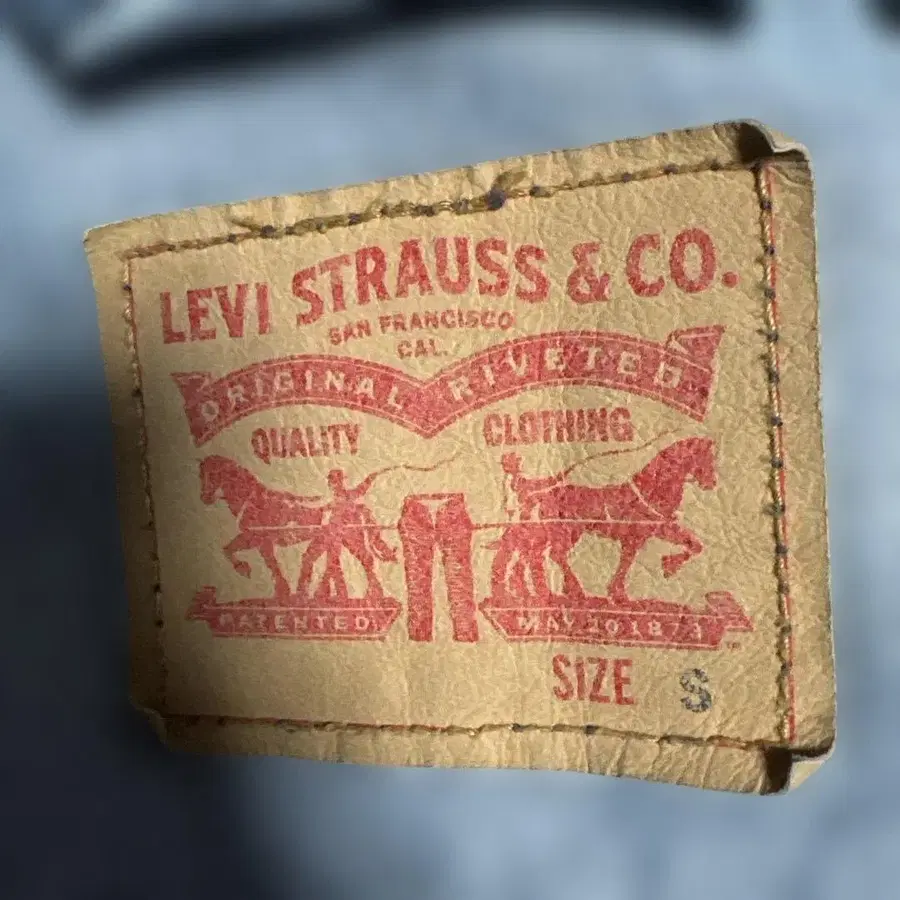 LEVI STRAUSS & CO.
SAN FRANCISCO
CAL.
ORIGINAL RIVETED
QUALITY CLOTHING
PATENTED MAY 20 1873
SIZE S